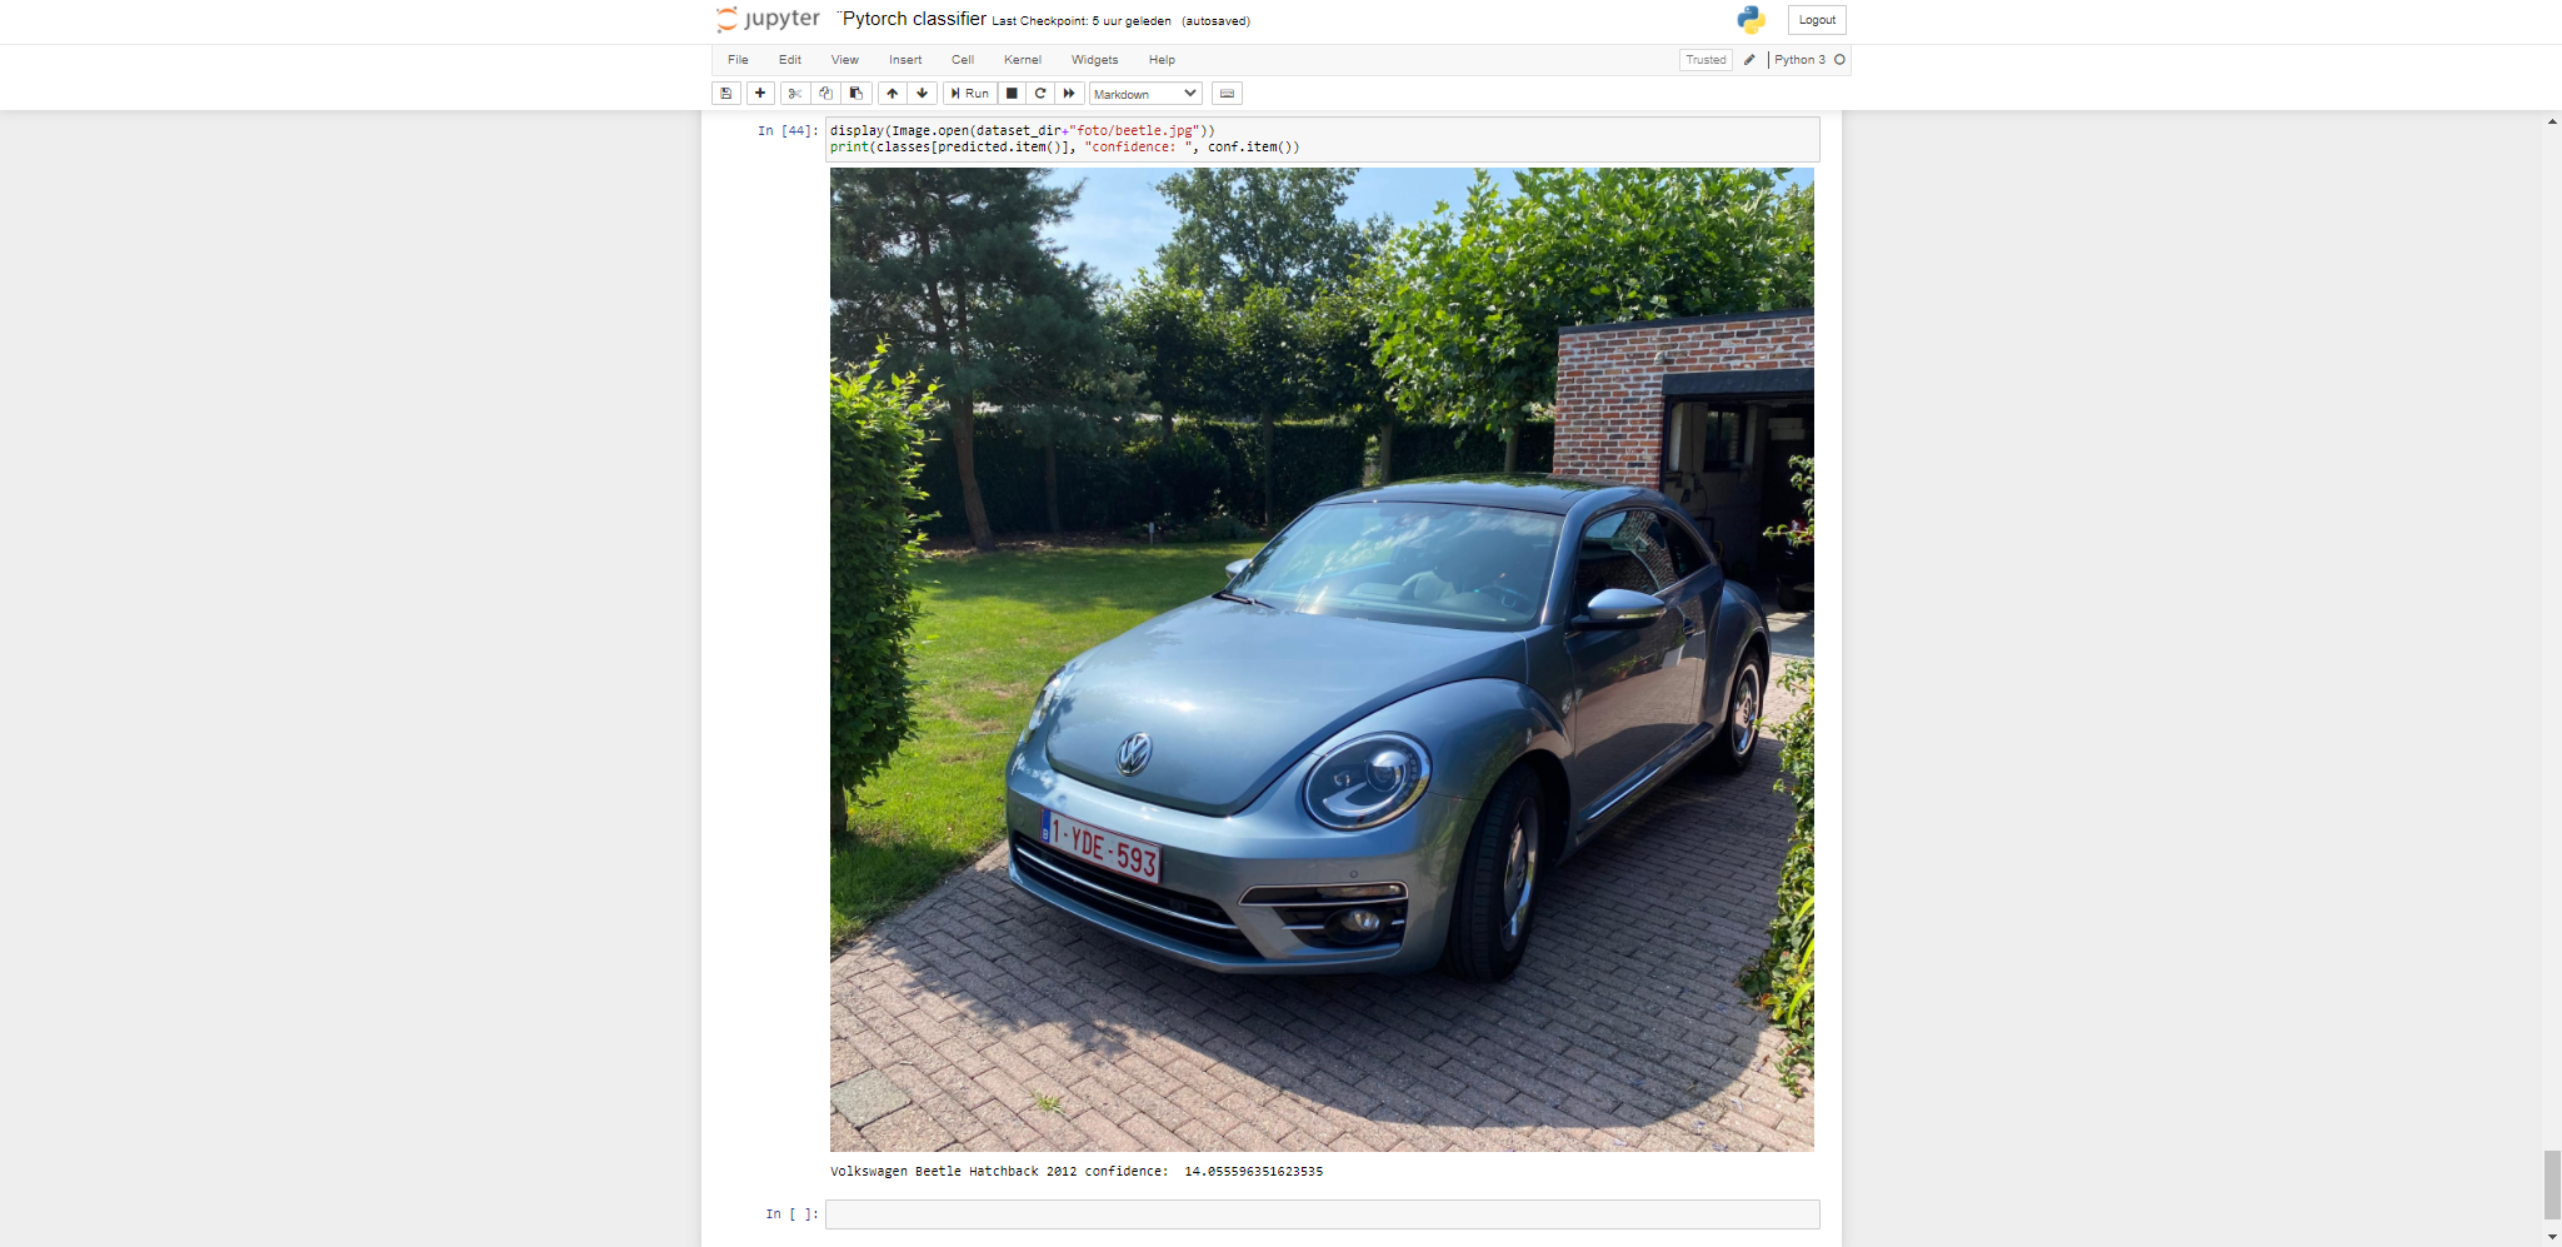 jupyter ¨Pytorch classifier Last Checkpoint: 5 uur geleden (autosaved)
Logout
File Edit View Insert Cell Kernel Widgets Help
Trusted Python 3
Run Markdown
In [44]: display(Image.open(dataset_dir+"foto/beetle.jpg"))
print(classes[predicted.item()], "confidence: ", conf.item())
B 1-YDE-593
Volkswagen Beetle Hatchback 2012 confidence: 14.055596351623535
In [ ]: